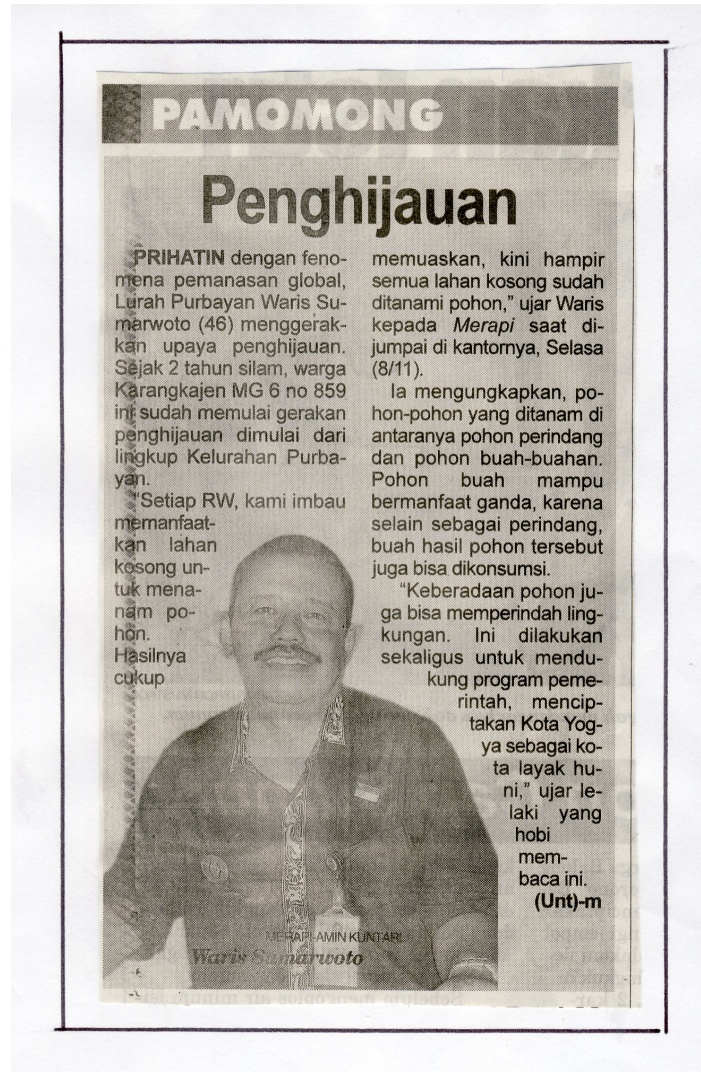 PAMOMONG
Penghijauan
PRIHATIN dengan feno-
mena pemanasan global,
Lurah Purbayan Waris Su-
marwoto (46) menggerak-
kan upaya penghijauan.
Sejak 2 tahun silam, warga
Karangkajen MG 6 no 859
ini sudah memulai gerakan
penghijauan dimulai dari
lingkup Kelurahan Purba-
yan.
"Setiap RW, kami imbau
memanfaat-
kan lahan
kosong un-
tuk mena-
nam po-
hon.
Hasilnya
cukup
memuaskan, kini hampir
semua lahan kosong sudah
ditanami pohon," ujar Waris
kepada Merapi saat di-
jumpai di kantornya, Selasa
(8/11).
Ia mengungkapkan, po-
hon-pohon yang ditanam di
antaranya pohon perindang
dan pohon buah-buahan.
Pohon buah mampu
bermanfaat ganda, karena
selain sebagai perindang,
buah hasil pohon tersebut
juga bisa dikonsumsi.
"Keberadaan pohon ju-
ga bisa memperindah ling-
kungan. Ini dilakukan
sekaligus untuk mendu-
kung program peme-
rintah, mencip-
takan Kota Yog-
ya sebagai ko-
ta layak hu-
ni," ujar le-
laki yang
hobi
mem-
baca ini.
(Unt)-m
MERAPI-AMIN KUNTARI
Waris Sumarwoto